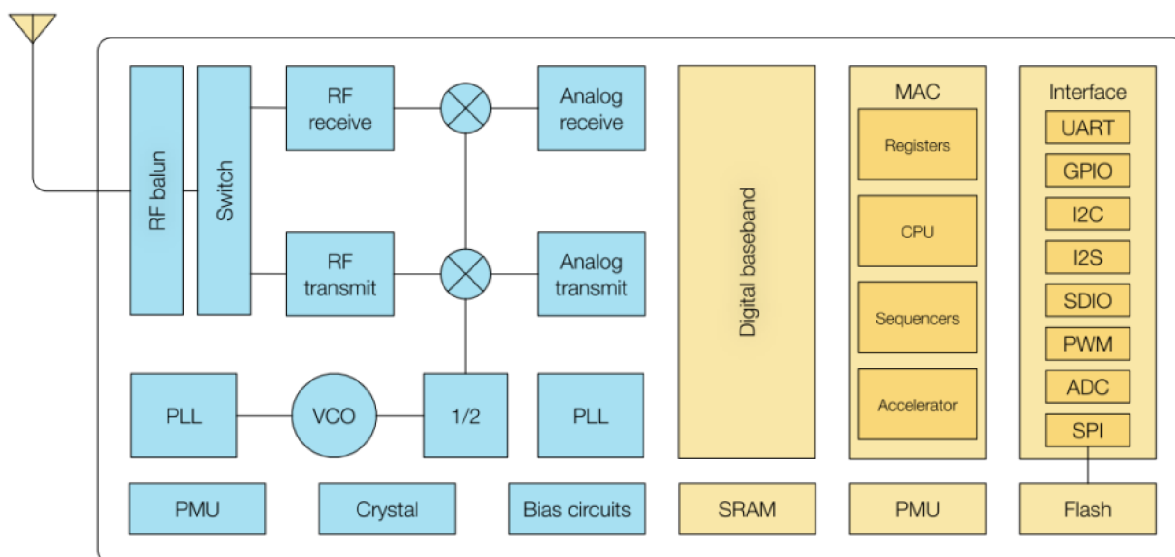 RF balun
Switch
RF
receive
Analog
receive
RF
transmit
Analog
transmit
PLL
VCO
1/2
PLL
PMU
Crystal
Bias circuits
Digital baseband
SRAM
MAC
Registers
CPU
Sequencers
Accelerator
PMU
Interface
UART
GPIO
I2C
I2S
SDIO
PWM
ADC
SPI
Flash